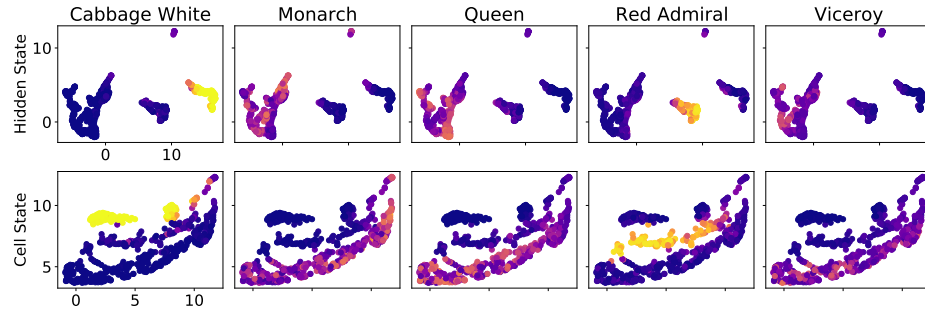 Cabbage White Monarch Queen Red Admiral Viceroy
Hidden State
10
0
0 10
Cell State
10
5
0 5 10